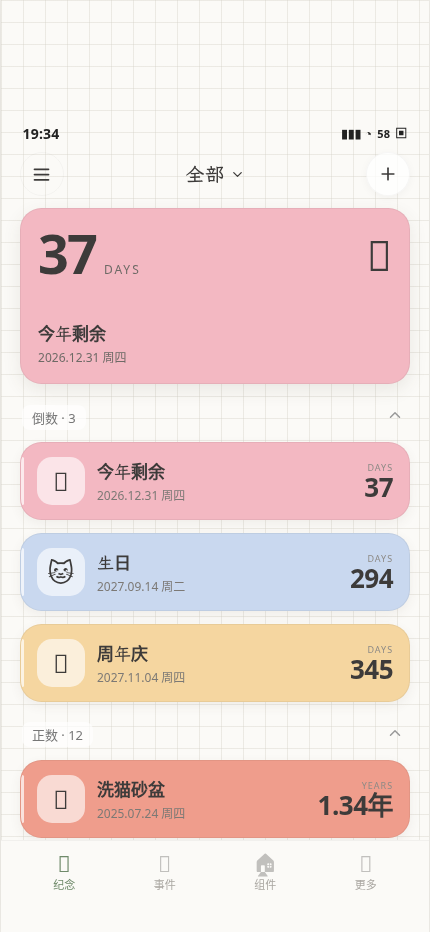 19:34
58
全部
37 DAYS
今年剩余
2026.12.31 周四
倒数 · 3
今年剩余
2026.12.31 周四
DAYS
37
生日
2027.09.14 周二
DAYS
294
周年庆
2027.11.04 周四
DAYS
345
正数 · 12
洗猫砂盆
2025.07.24 周四
YEARS
1.34年
纪念
事件
组件
更多